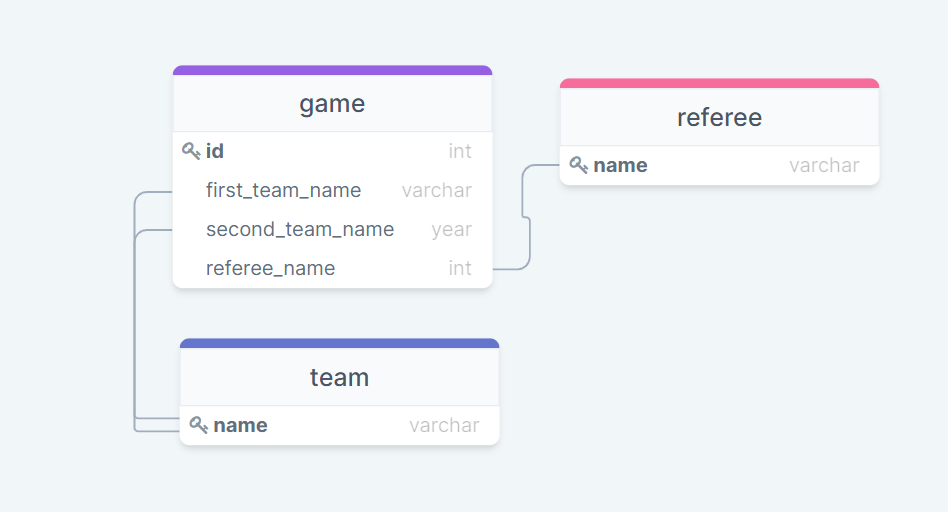 game
id int
first_team_name varchar
second_team_name year
referee_name int
referee
name varchar
team
name varchar